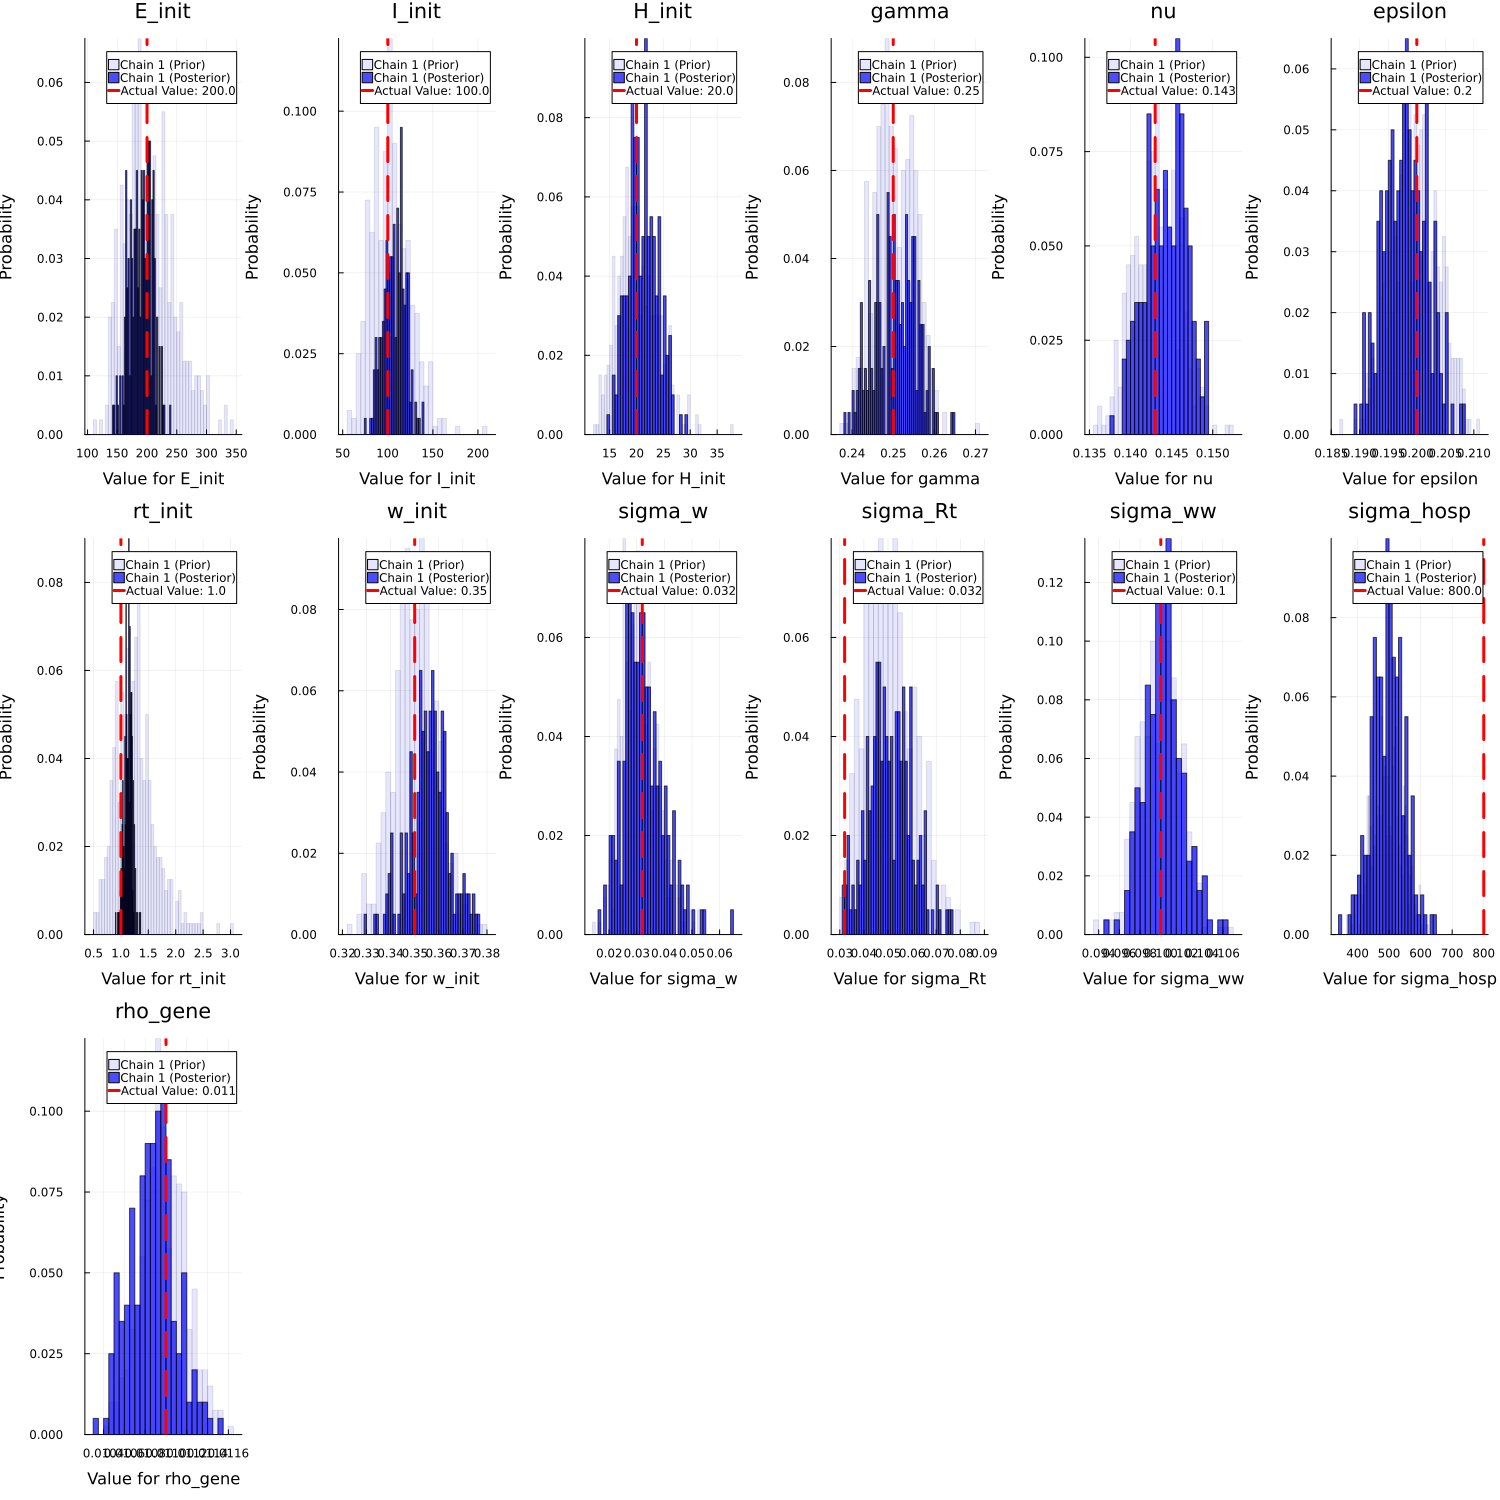 E_init
I_init
H_init
gamma
nu
epsilon
Chain 1 (Prior)
Chain 1 (Posterior)
Actual Value: 200.0
Chain 1 (Prior)
Chain 1 (Posterior)
Actual Value: 100.0
Chain 1 (Prior)
Chain 1 (Posterior)
Actual Value: 20.0
Chain 1 (Prior)
Chain 1 (Posterior)
Actual Value: 0.25
Chain 1 (Prior)
Chain 1 (Posterior)
Actual Value: 0.143
Chain 1 (Prior)
Chain 1 (Posterior)
Actual Value: 0.2
Probability
0.06
0.05
0.04
0.03
0.02
0.01
0.00
Probability
0.100
0.075
0.050
0.025
0.000
Probability
0.08
0.06
0.04
0.02
0.00
Probability
0.08
0.06
0.04
0.02
0.00
Probability
0.100
0.075
0.050
0.025
0.000
Probability
0.06
0.05
0.04
0.03
0.02
0.01
0.00
100 150 200 250 300 350
50 100 150 200
15 20 25 30 35
0.24 0.25 0.26 0.27
0.135 0.140 0.145 0.150
0.185 0.190 0.195 0.200 0.205 0.210
Value for E_init
Value for I_init
Value for H_init
Value for gamma
Value for nu
Value for epsilon
rt_init
w_init
sigma_w
sigma_Rt
sigma_ww
sigma_hosp
Chain 1 (Prior)
Chain 1 (Posterior)
Actual Value: 1.0
Chain 1 (Prior)
Chain 1 (Posterior)
Actual Value: 0.35
Chain 1 (Prior)
Chain 1 (Posterior)
Actual Value: 0.032
Chain 1 (Prior)
Chain 1 (Posterior)
Actual Value: 0.032
Chain 1 (Prior)
Chain 1 (Posterior)
Actual Value: 0.1
Chain 1 (Prior)
Chain 1 (Posterior)
Actual Value: 800.0
Probability
0.08
0.06
0.04
0.02
0.00
Probability
0.08
0.06
0.04
0.02
0.00
Probability
0.06
0.04
0.02
0.00
Probability
0.06
0.04
0.02
0.00
Probability
0.12
0.10
0.08
0.06
0.04
0.02
0.00
Probability
0.08
0.06
0.04
0.02
0.00
0.5 1.0 1.5 2.0 2.5 3.0
0.32 0.33 0.34 0.35 0.36 0.37 0.38
0.02 0.03 0.04 0.05 0.06
0.03 0.04 0.05 0.06 0.07 0.08 0.09
400 500 600 700 800
Value for rt_init
Value for w_init
Value for sigma_w
Value for sigma_Rt
Value for sigma_ww
Value for sigma_hosp
rho_gene
Chain 1 (Prior)
Chain 1 (Posterior)
Actual Value: 0.011
Probability
0.100
0.075
0.050
0.025
0.000
Value for rho_gene